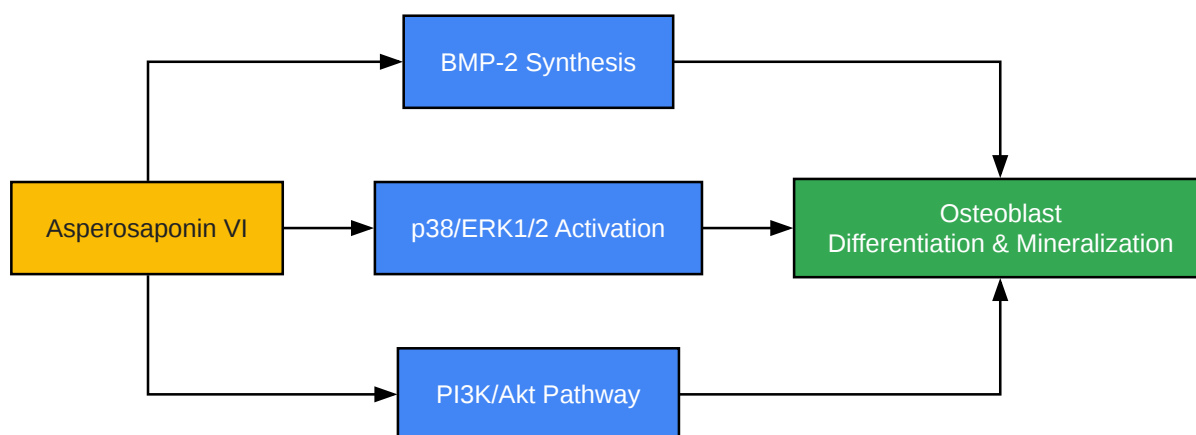 BMP-2 Synthesis
Asperosaponin VI
p38/ERK1/2 Activation
Osteoblast
Differentiation & Mineralization
PI3K/Akt Pathway